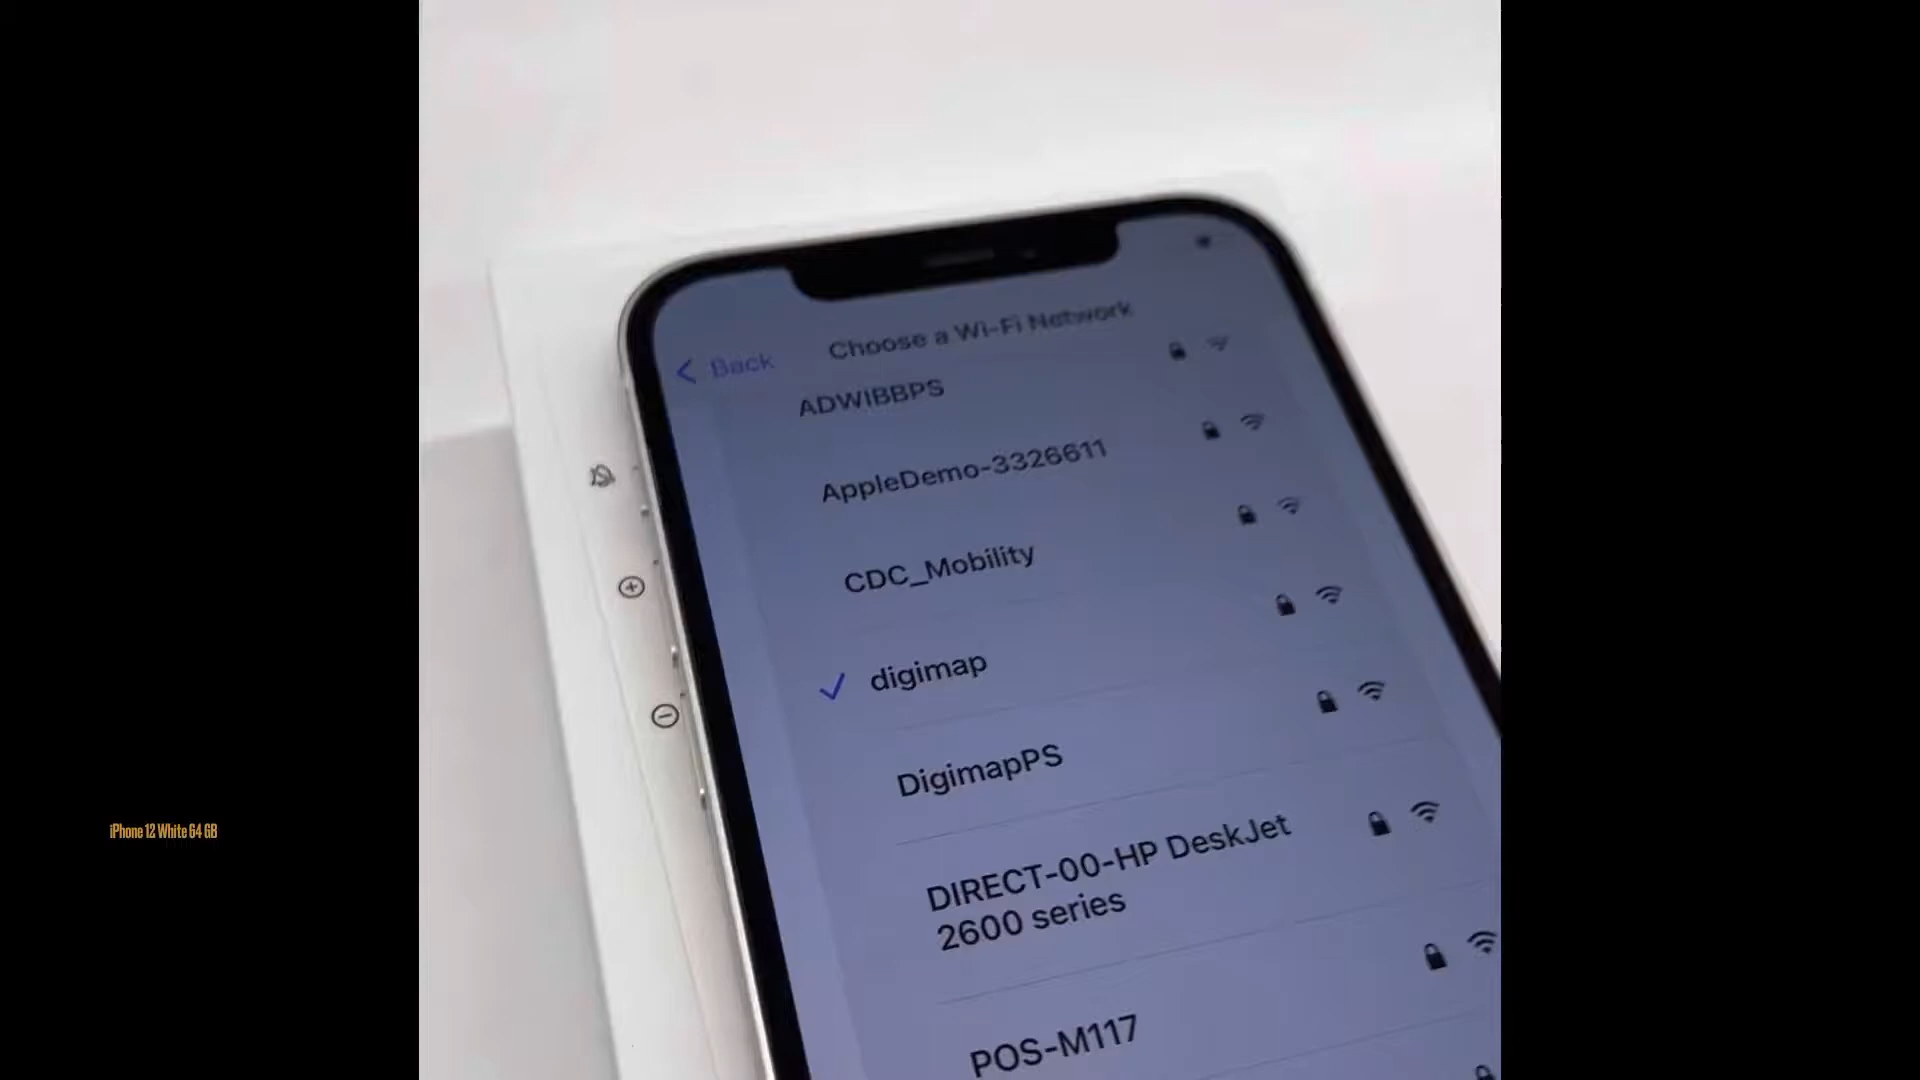 Choose a Wi-Fi Network
Back
ADWIBBPS
AppleDemo-3326611
CDC_Mobility
digimap
DigimapPS
DIRECT-00-HP DeskJet
2600 series
POS-M117
iPhone 12 White 64 GB